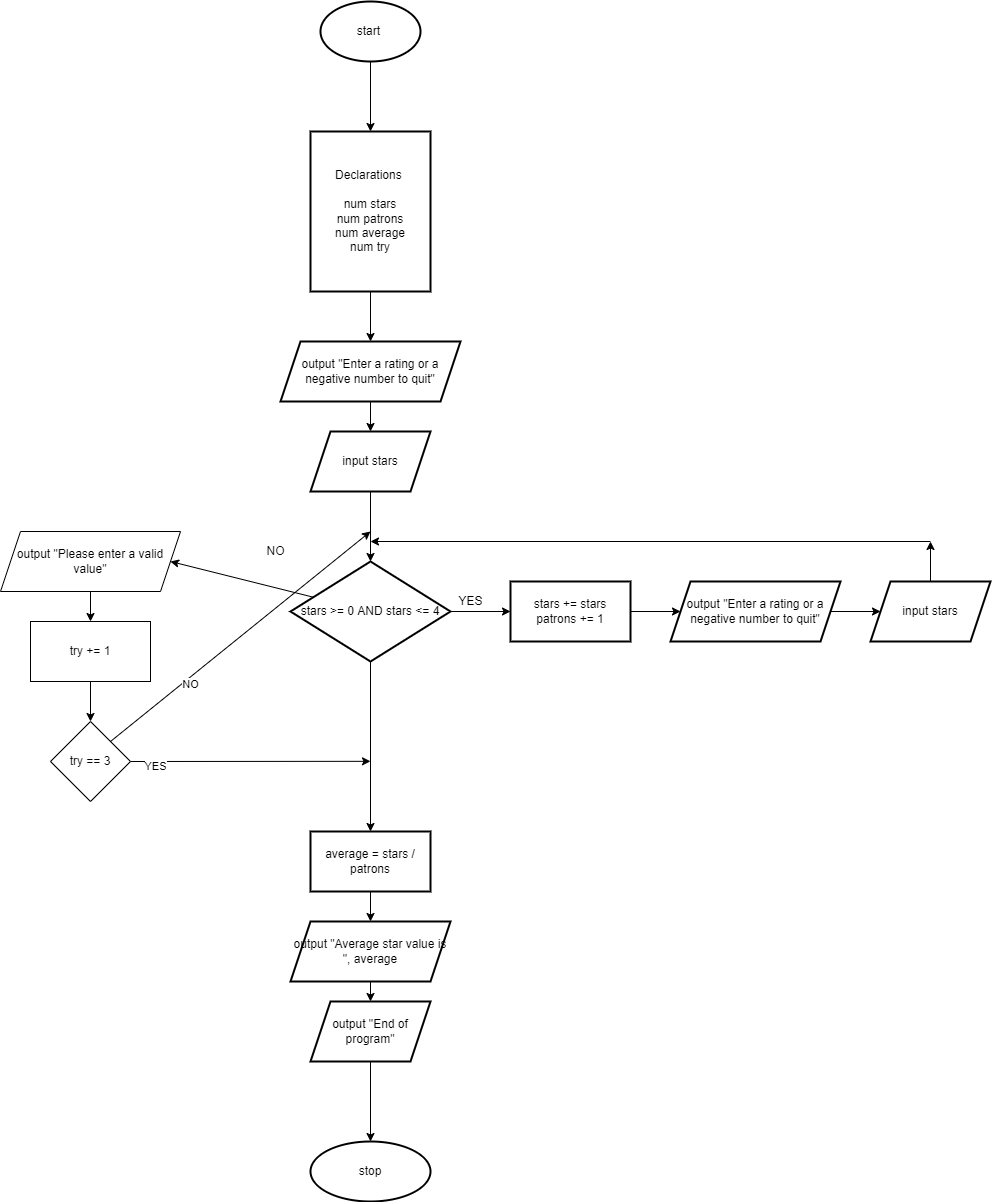 start
Declarations
num stars
num patrons
num average
num try
output "Enter a rating or a
negative number to quit"
input stars
NO
output "Please enter a valid
value"
stars >= 0 AND stars <= 4
YES
stars += stars
patrons += 1
output "Enter a rating or a
negative number to quit"
input stars
try += 1
NO
try == 3
YES
average = stars /
patrons
output "Average star value is
", average
output "End of
program"
stop